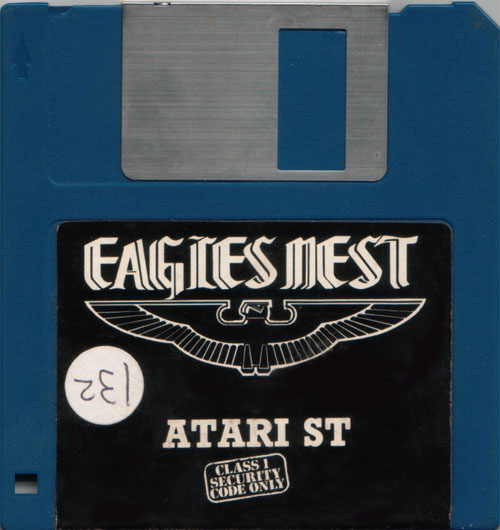 EAGLES NEST
132
ATARI ST
CLASS 1
SECURITY
CODE ONLY